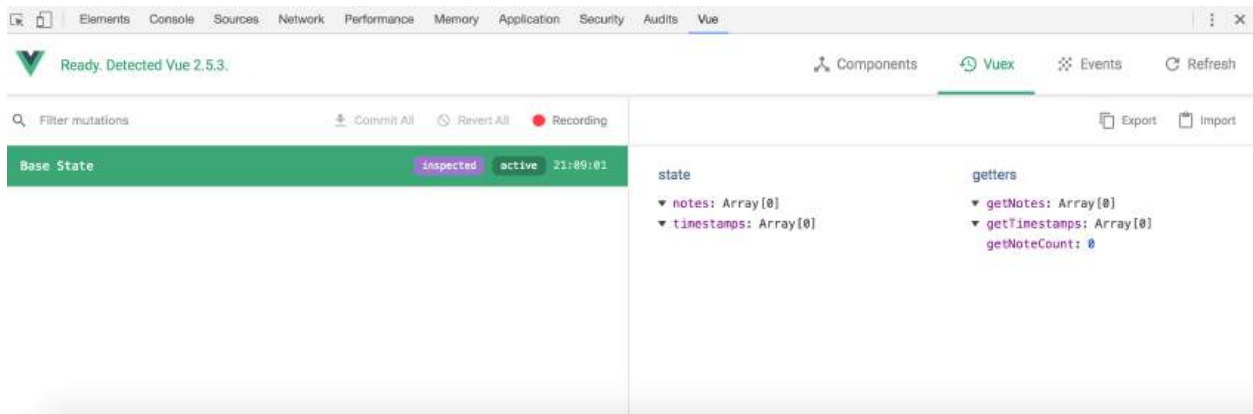 Elements Console Sources Network Performance Memory Application Security Audits Vue
Ready. Detected Vue 2.5.3.
Components Vuex Events Refresh
Filter mutations Commit All Revert All Recording
Export Import
Base State inspected active 21:09:01
state
notes: Array[0]
timestamps: Array[0]
getters
getNotes: Array[0]
getTimestamps: Array[0]
getNoteCount: 0